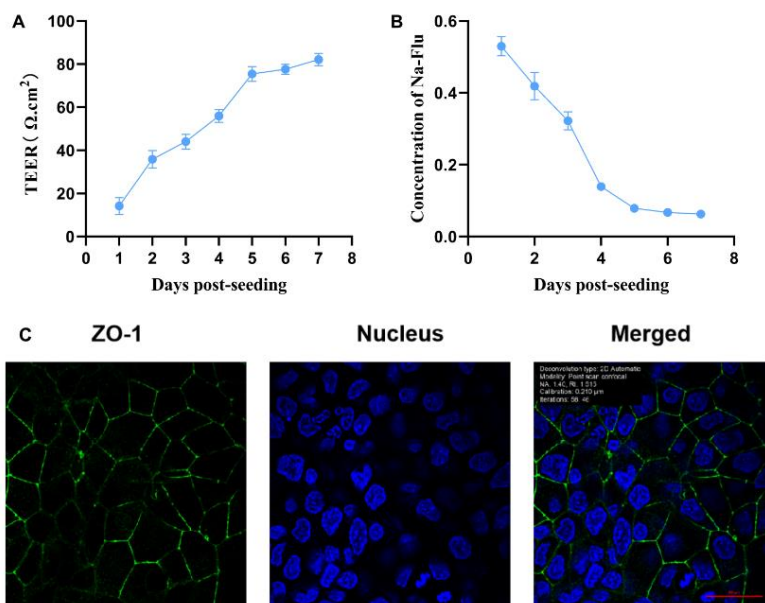 A
TEER( Ω.cm²)
100
80
60
40
20
0
0 1 2 3 4 5 6 7 8
Days post-seeding
B
Concentration of Na-Flu
0.6
0.4
0.2
0.0
0 2 4 6 8
Days post-seeding
C ZO-1 Nucleus Merged
Deconvolution type: 2D Automatic
Modality: Point scan confocal
NA: 1.40, RI: 1.515
Calibration: 0.210 µm
Iterations: